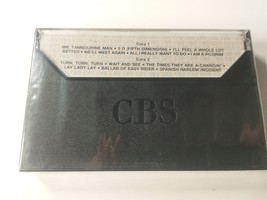 Cara 1
MR. TAMBOURINE MAN • 5 D (FIFTH DIMENSION) • I'LL FEEL A WHOLE LOT
BETTER • WE'LL MEET AGAIN • ALL I REALLY WANT TO DO • I AM A PILGRIM
Cara 2
TURN, TURN, TURN • WAIT AND SEE • THE TIMES THEY ARE A-CHANGIN'
LAY LADY LAY • BALLAD OF EASY RIDER • SPANISH HARLEM INCIDENT
CBS